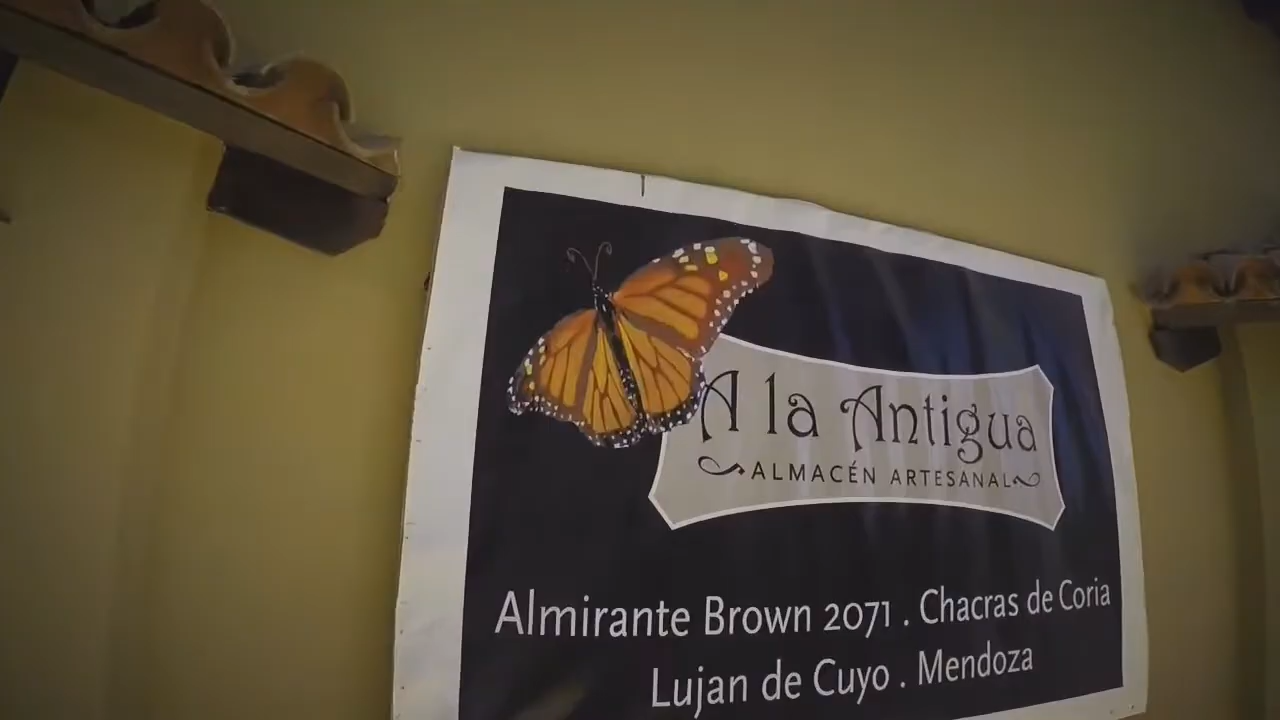 A la Antigua
ALMACÉN ARTESANAL
Almirante Brown 2071 . Chacras de Coria
Lujan de Cuyo . Mendoza